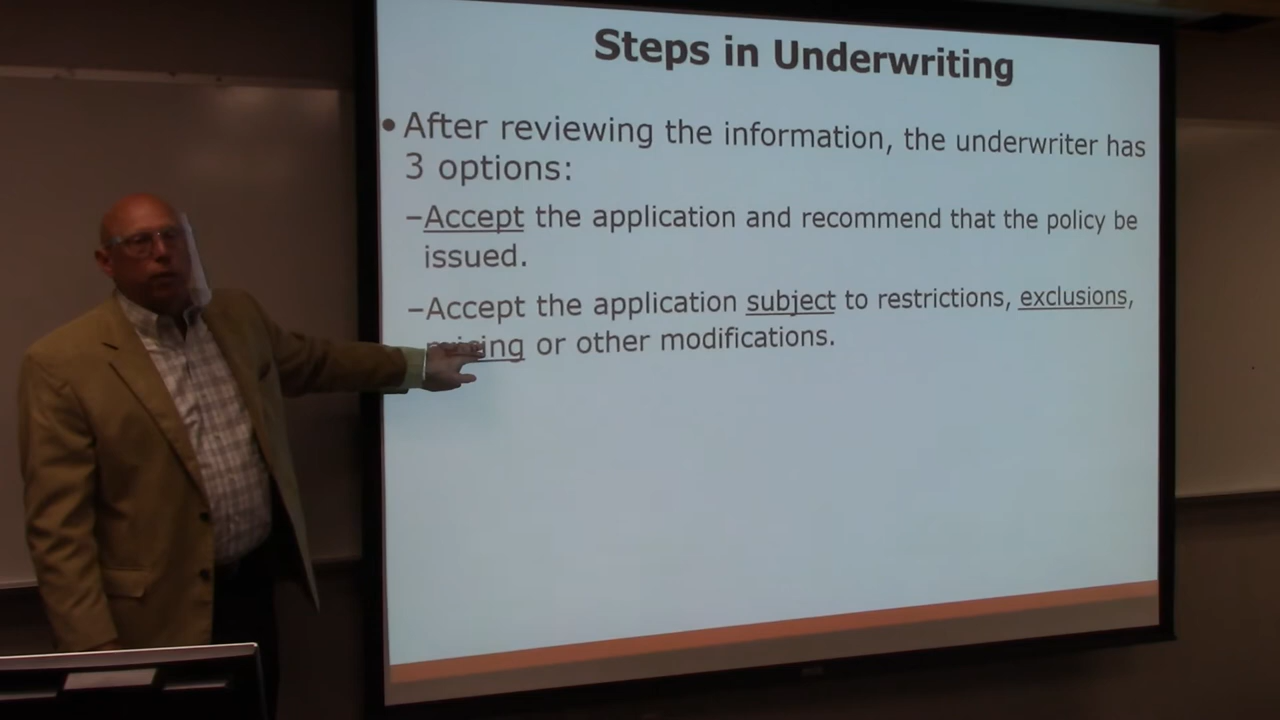 Steps in Underwriting
• After reviewing the information, the underwriter has
3 options:
–Accept the application and recommend that the policy be
issued.
–Accept the application subject to restrictions, exclusions,
or other modifications.